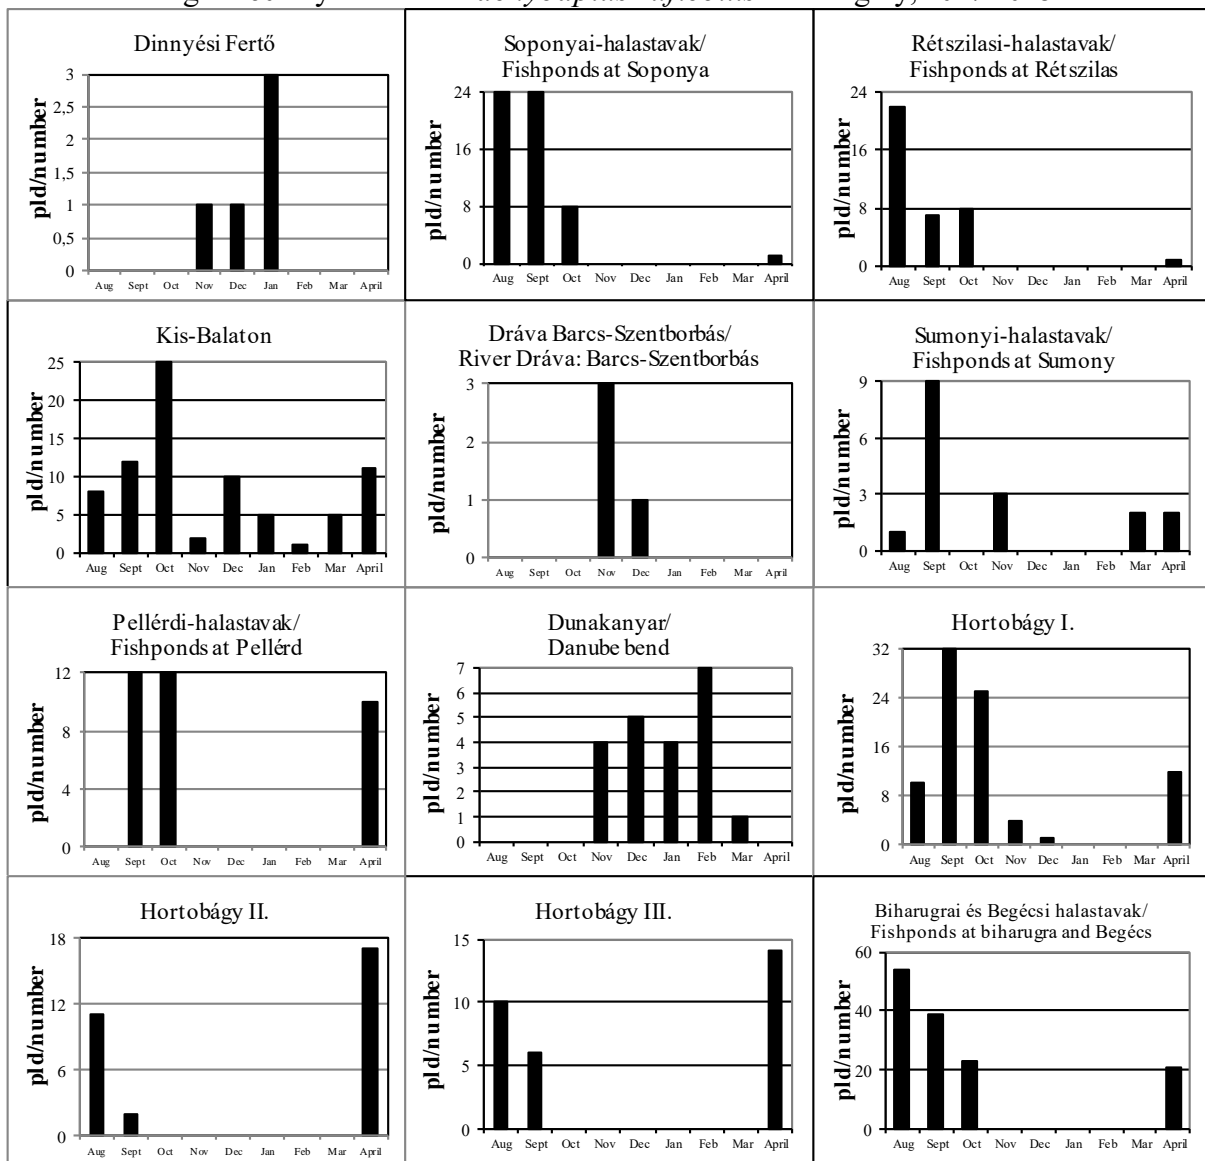 Dinnyési Fertő
pld/number
3
2,5
2
1,5
1
0,5
0
Aug Sept Oct Nov Dec Jan Feb Mar April
Soponyai-halastavak/
Fishponds at Soponya
pld/number
24
16
8
0
Aug Sept Oct Nov Dec Jan Feb Mar April
Rétszilasi-halastavak/
Fishponds at Rétszilas
pld/number
24
16
8
0
Aug Sept Oct Nov Dec Jan Feb Mar April
Kis-Balaton
pld/number
25
20
15
10
5
0
Aug Sept Oct Nov Dec Jan Feb Mar April
Dráva Barcs-Szentborbás/
River Dráva: Barcs-Szentborbás
pld/number
3
2
1
0
Aug Sept Oct Nov Dec Jan Feb Mar April
Sumonyi-halastavak/
Fishponds at Sumony
pld/number
9
6
3
0
Aug Sept Oct Nov Dec Jan Feb Mar April
Pellérdi-halastavak/
Fishponds at Pellérd
pld/number
12
8
4
0
Aug Sept Oct Nov Dec Jan Feb Mar April
Dunakanyar/
Danube bend
pld/number
7
6
5
4
3
2
1
0
Aug Sept Oct Nov Dec Jan Feb Mar April
Hortobágy I.
pld/number
32
24
16
8
0
Aug Sept Oct Nov Dec Jan Feb Mar April
Hortobágy II.
pld/number
18
12
6
0
Aug Sept Oct Nov Dec Jan Feb Mar April
Hortobágy III.
pld/number
15
10
5
0
Aug Sept Oct Nov Dec Jan Feb Mar April
Biharugrai és Begécsi halastavak/
Fishponds at biharugra and Begécs
pld/number
60
40
20
0
Aug Sept Oct Nov Dec Jan Feb Mar April